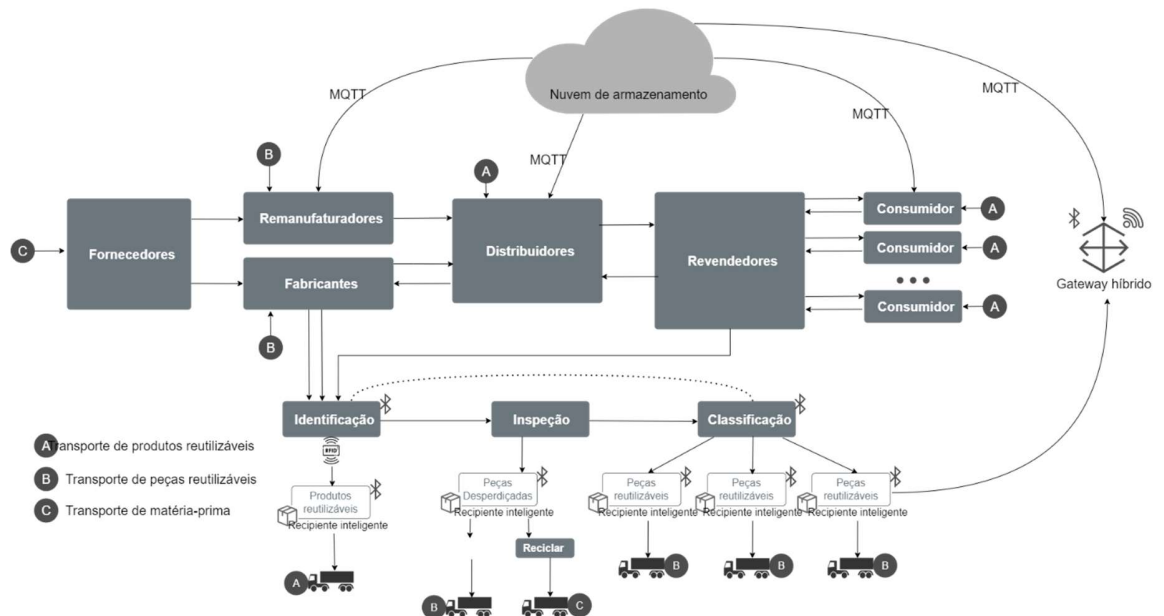 Nuvem de armazenamento
MQTT
MQTT
MQTT
MQTT
B
A
Remanufaturadores
Consumidor
A
C
Fornecedores
Distribuidores
Revendedores
Consumidor
A
Fabricantes
Consumidor
A
Gateway híbrido
B
Identificação
Inspeção
Classificação
RFID
A
Transporte de produtos reutilizáveis
B
Transporte de peças reutilizáveis
C
Transporte de matéria-prima
Produtos
reutilizáveis
Recipiente inteligente
A
Peças
Desperdiçadas
Recipiente inteligente
Reciclar
B
C
Peças
reutilizáveis
Recipiente inteligente
B
Peças
reutilizáveis
Recipiente inteligente
B
Peças
reutilizáveis
Recipiente inteligente
B